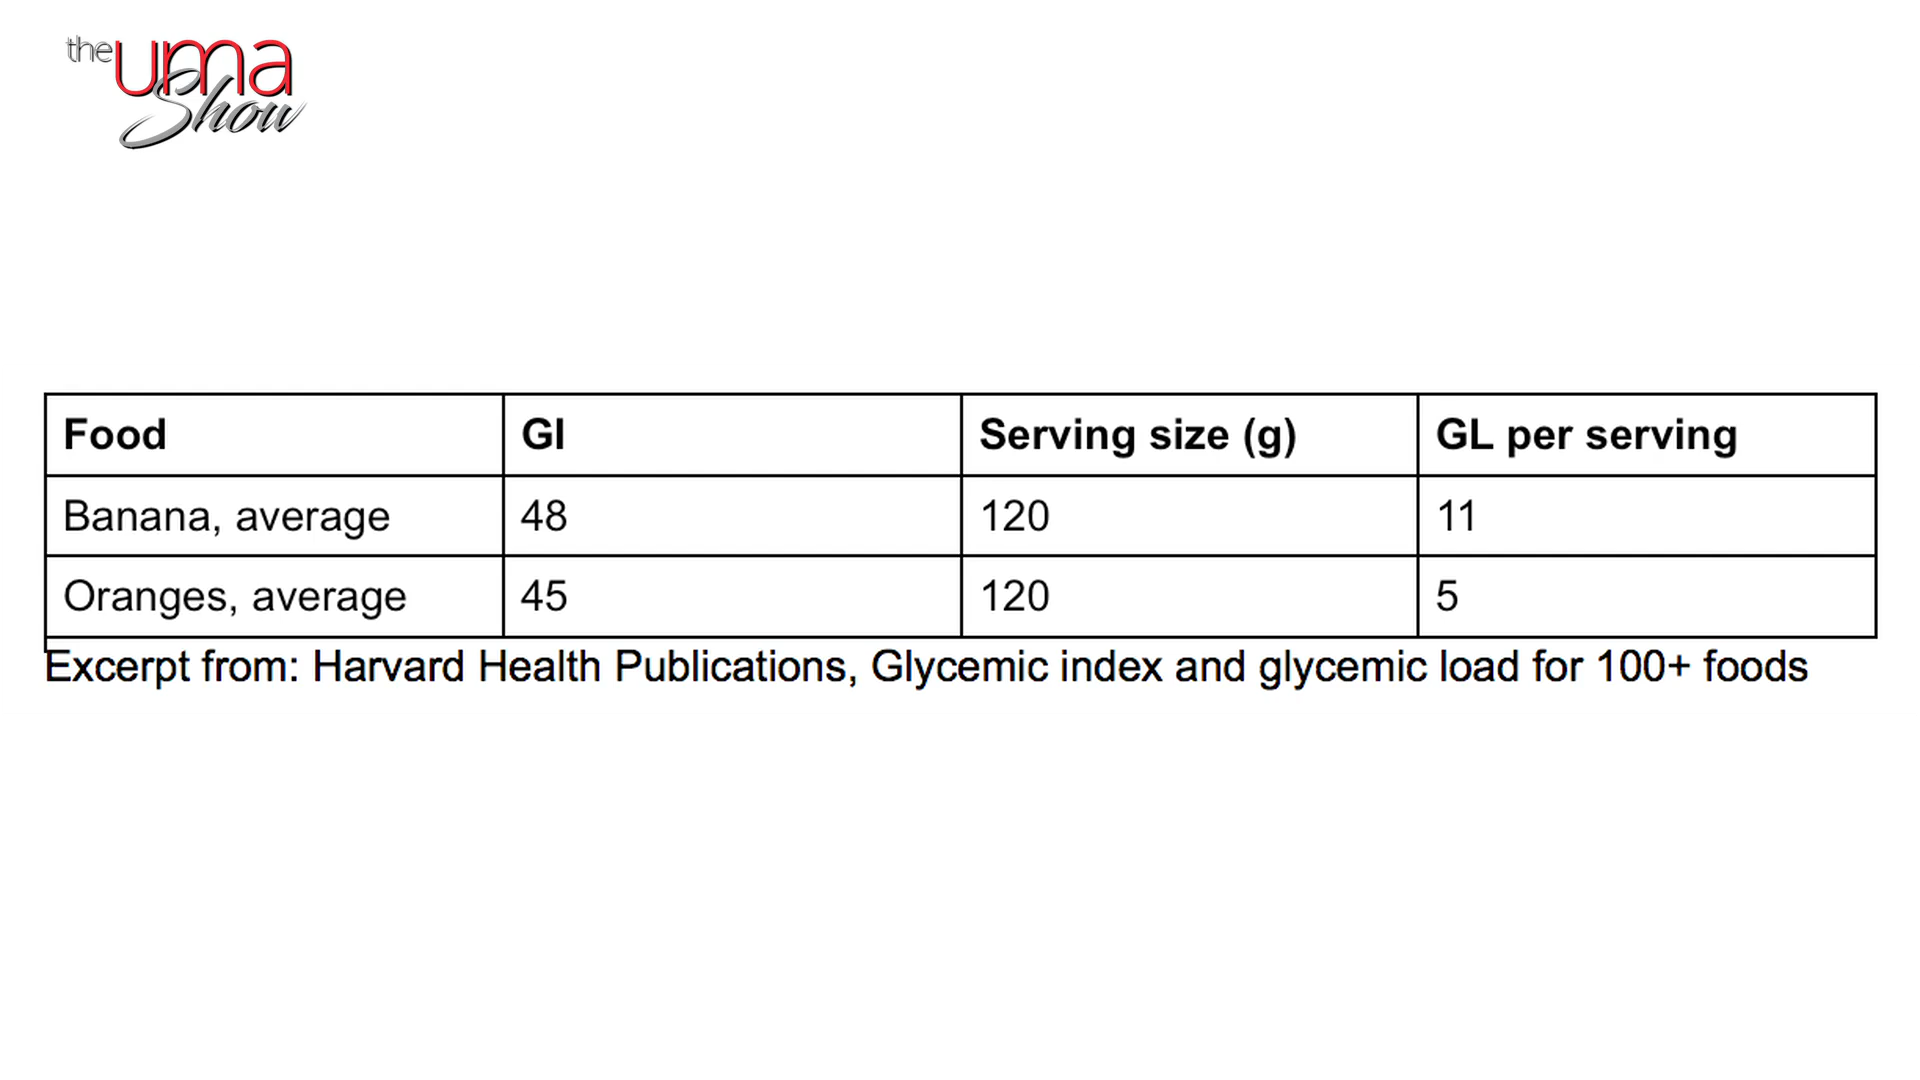 the uma
Show
Food GI Serving size (g) GL per serving
Banana, average 48 120 11
Oranges, average 45 120 5
Excerpt from: Harvard Health Publications, Glycemic index and glycemic load for 100+ foods